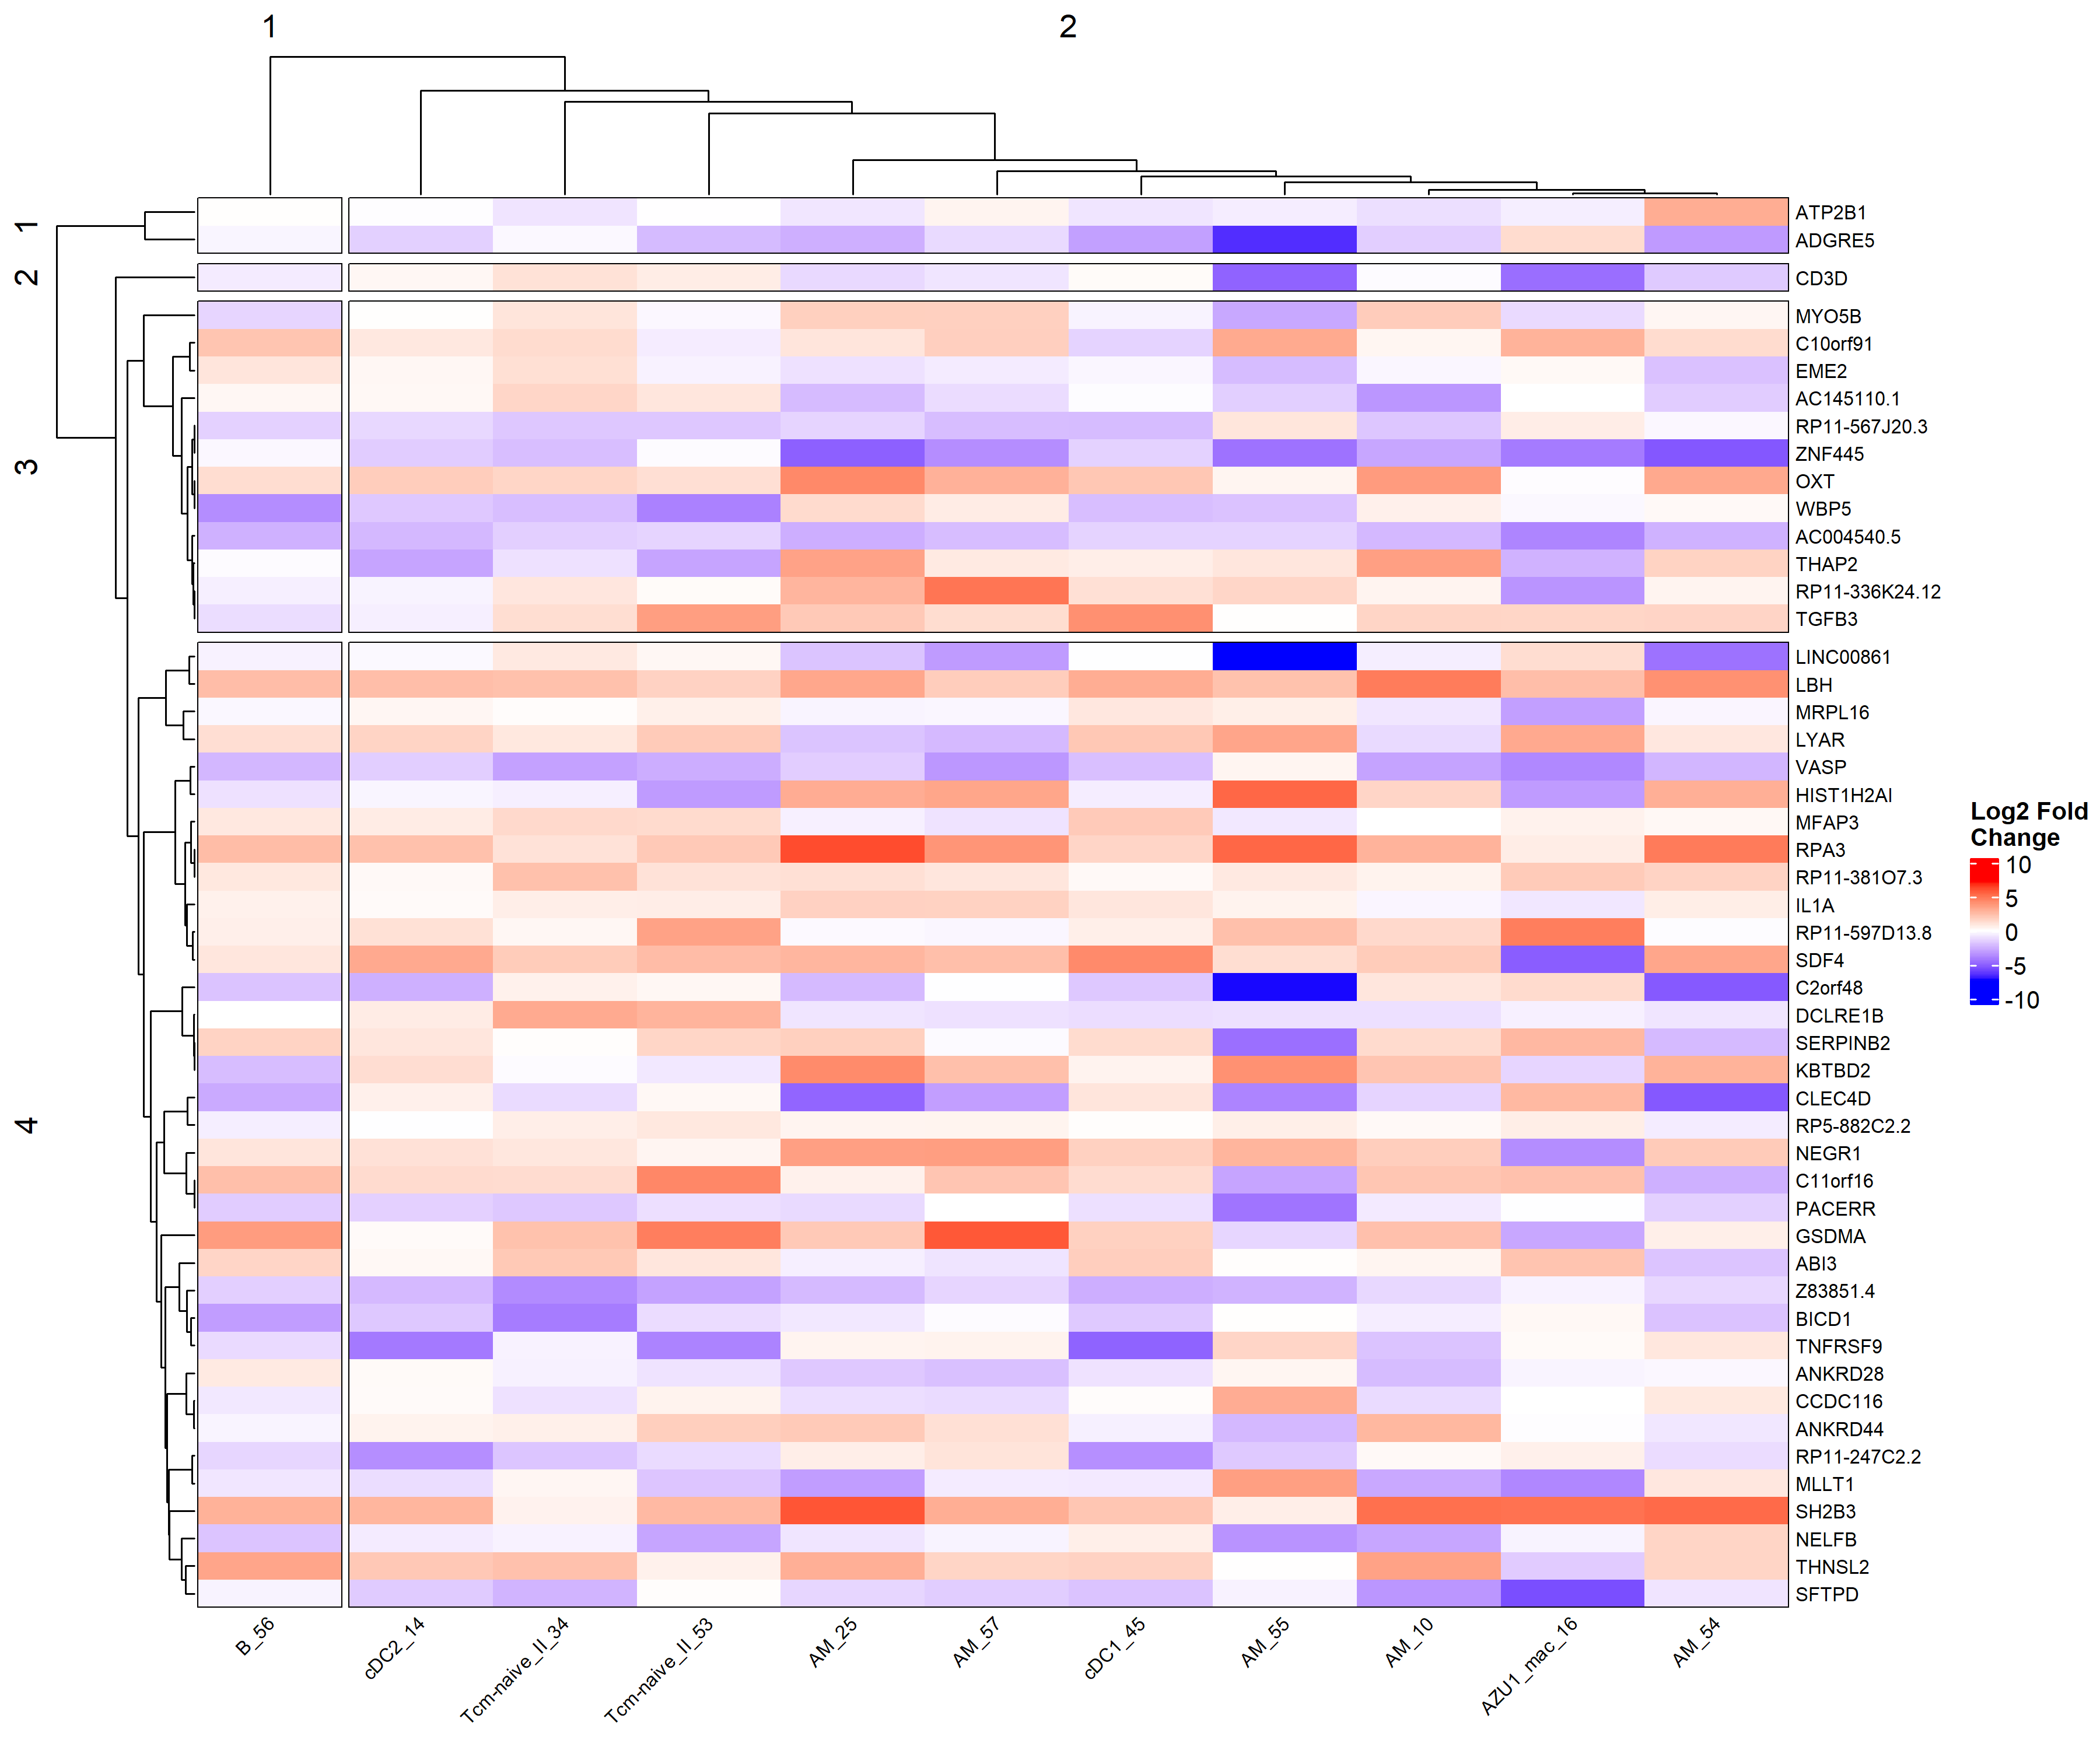 1
2
1
2
3
4
ATP2B1
ADGRE5
CD3D
MYO5B
C10orf91
EME2
AC145110.1
RP11-567J20.3
ZNF445
OXT
WBP5
AC004540.5
THAP2
RP11-336K24.12
TGFB3
LINC00861
LBH
MRPL16
LYAR
VASP
HIST1H2AI
MFAP3
RPA3
RP11-381O7.3
IL1A
RP11-597D13.8
SDF4
C2orf48
DCLRE1B
SERPINB2
KBTBD2
CLEC4D
RP5-882C2.2
NEGR1
C11orf16
PACERR
GSDMA
ABI3
Z83851.4
BICD1
TNFRSF9
ANKRD28
CCDC116
ANKRD44
RP11-247C2.2
MLLT1
SH2B3
NELFB
THNSL2
SFTPD
B_56
cDC2_14
Tcm-naive_II_34
Tcm-naive_II_53
AM_25
AM_57
cDC1_45
AM_55
AM_10
AZU1_mac_16
AM_54
Log2 Fold
Change
10
5
0
-5
-10